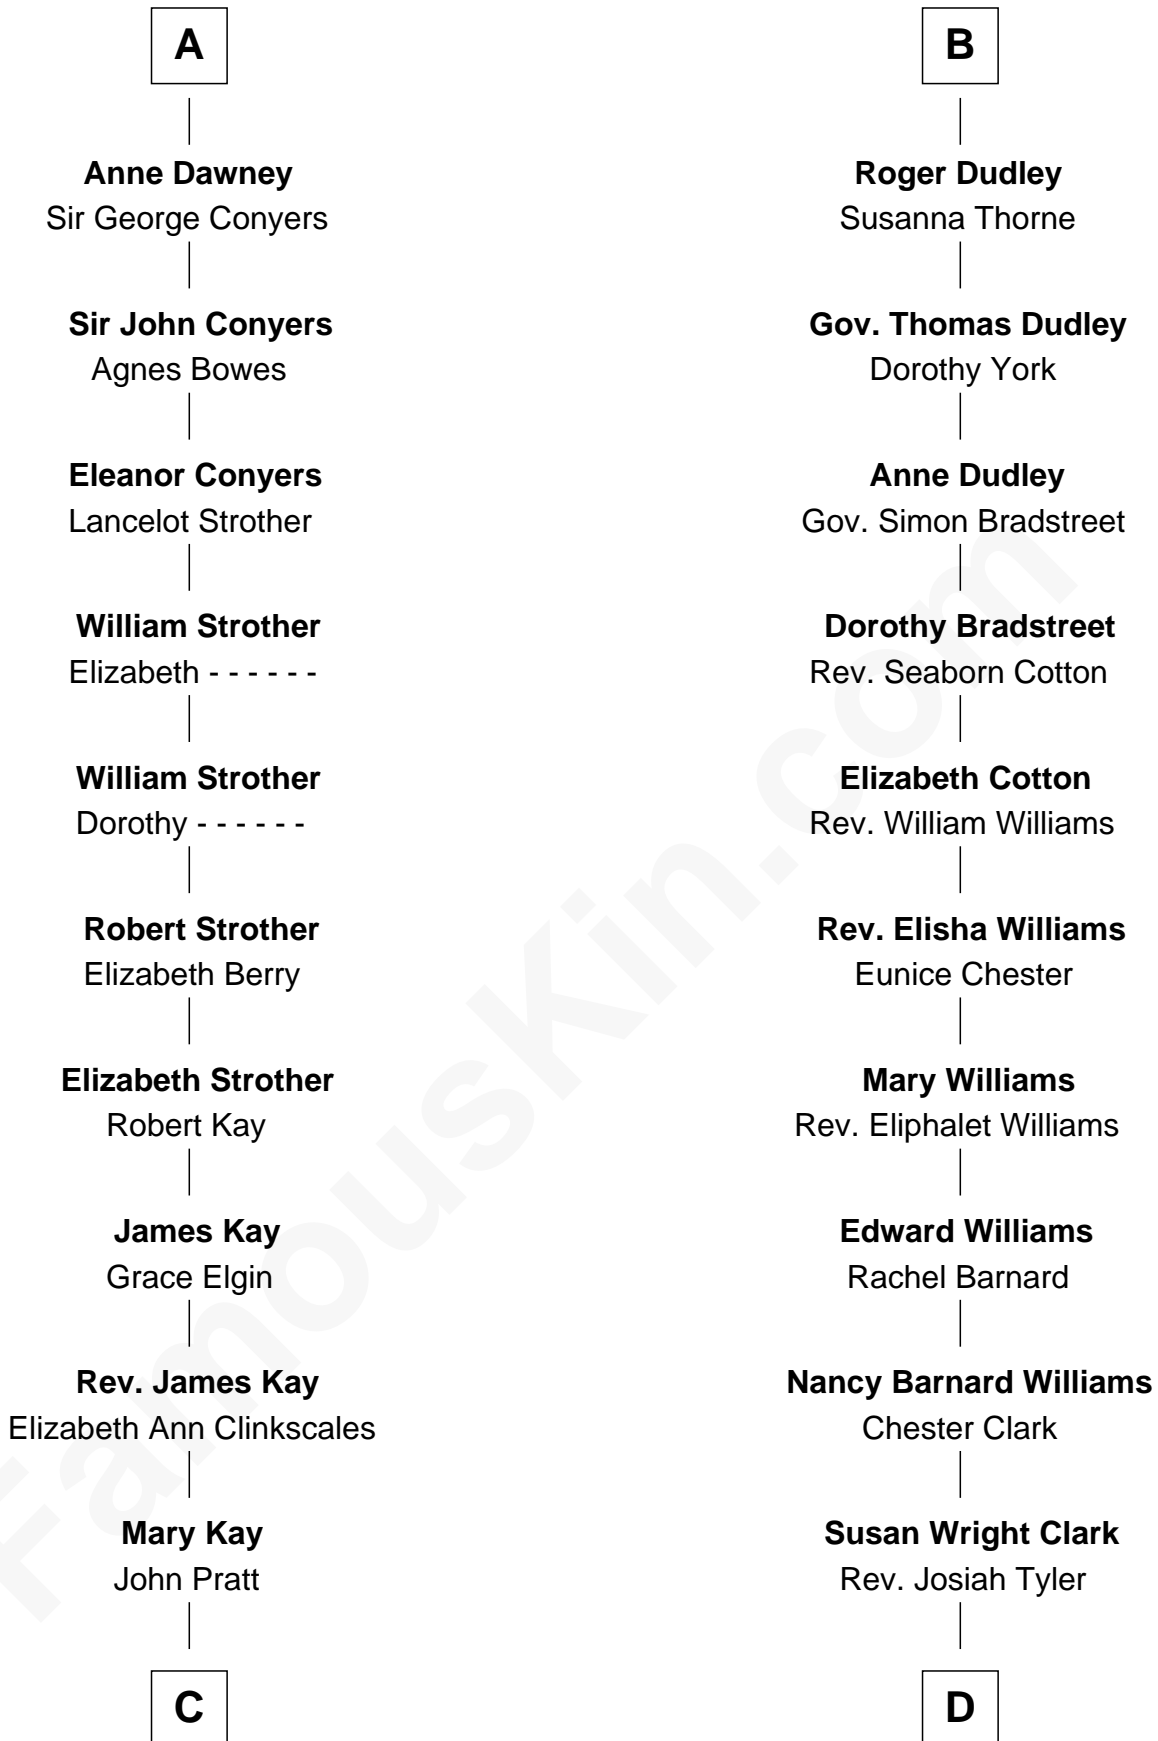 A
Anne Dawney
Sir George Conyers
Sir John Conyers
Agnes Bowes
Eleanor Conyers
Lancelot Strother
William Strother
Elizabeth - - - - - -
William Strother
Dorothy - - - - - -
Robert Strother
Elizabeth Berry
Elizabeth Strother
Robert Kay
James Kay
Grace Elgin
Rev. James Kay
Elizabeth Ann Clinkscales
Mary Kay
John Pratt
C
B
Roger Dudley
Susanna Thorne
Gov. Thomas Dudley
Dorothy York
Anne Dudley
Gov. Simon Bradstreet
Dorothy Bradstreet
Rev. Seaborn Cotton
Elizabeth Cotton
Rev. William Williams
Rev. Elisha Williams
Eunice Chester
Mary Williams
Rev. Eliphalet Williams
Edward Williams
Rachel Barnard
Nancy Barnard Williams
Chester Clark
Susan Wright Clark
Rev. Josiah Tyler
D
FamousKin.com